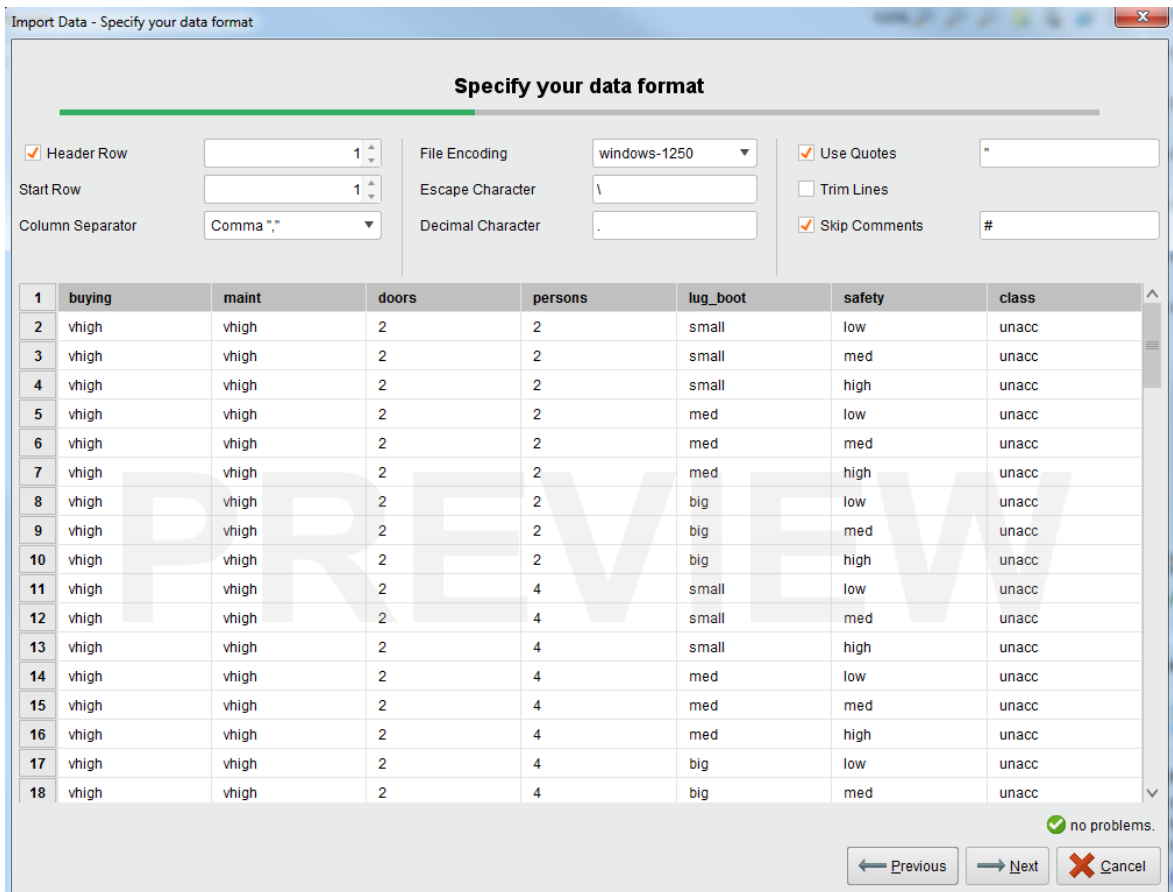 Import Data - Specify your data format
Specify your data format
Header Row 1 File Encoding windows-1250 Use Quotes "
Start Row 1 Escape Character \ Trim Lines
Column Separator Comma "," Decimal Character . Skip Comments #
1 buying maint doors persons lug_boot safety class
2 vhigh vhigh 2 2 small low unacc
3 vhigh vhigh 2 2 small med unacc
4 vhigh vhigh 2 2 small high unacc
5 vhigh vhigh 2 2 med low unacc
6 vhigh vhigh 2 2 med med unacc
7 vhigh vhigh 2 2 med high unacc
8 vhigh vhigh 2 2 big low unacc
9 vhigh vhigh 2 2 big med unacc
10 vhigh vhigh 2 2 big high unacc
11 vhigh vhigh 2 4 small low unacc
12 vhigh vhigh 2 4 small med unacc
13 vhigh vhigh 2 4 small high unacc
14 vhigh vhigh 2 4 med low unacc
15 vhigh vhigh 2 4 med med unacc
16 vhigh vhigh 2 4 med high unacc
17 vhigh vhigh 2 4 big low unacc
18 vhigh vhigh 2 4 big med unacc
PREVIEW
no problems.
Previous Next Cancel